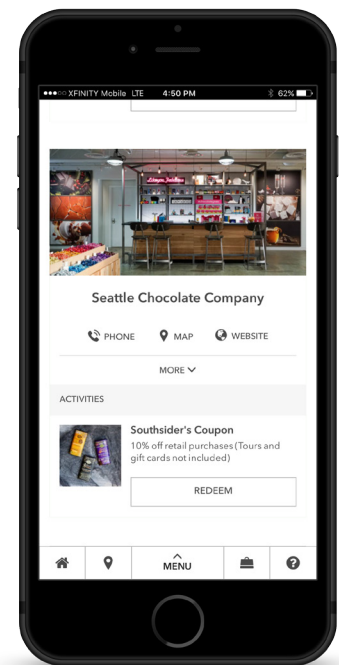 XFINITY Mobile LTE 4:50 PM 62%
Seattle Chocolate Company
PHONE MAP WEBSITE
MORE
ACTIVITIES
Southsider's Coupon
10% off retail purchases (Tours and
gift cards not included)
REDEEM
MENU